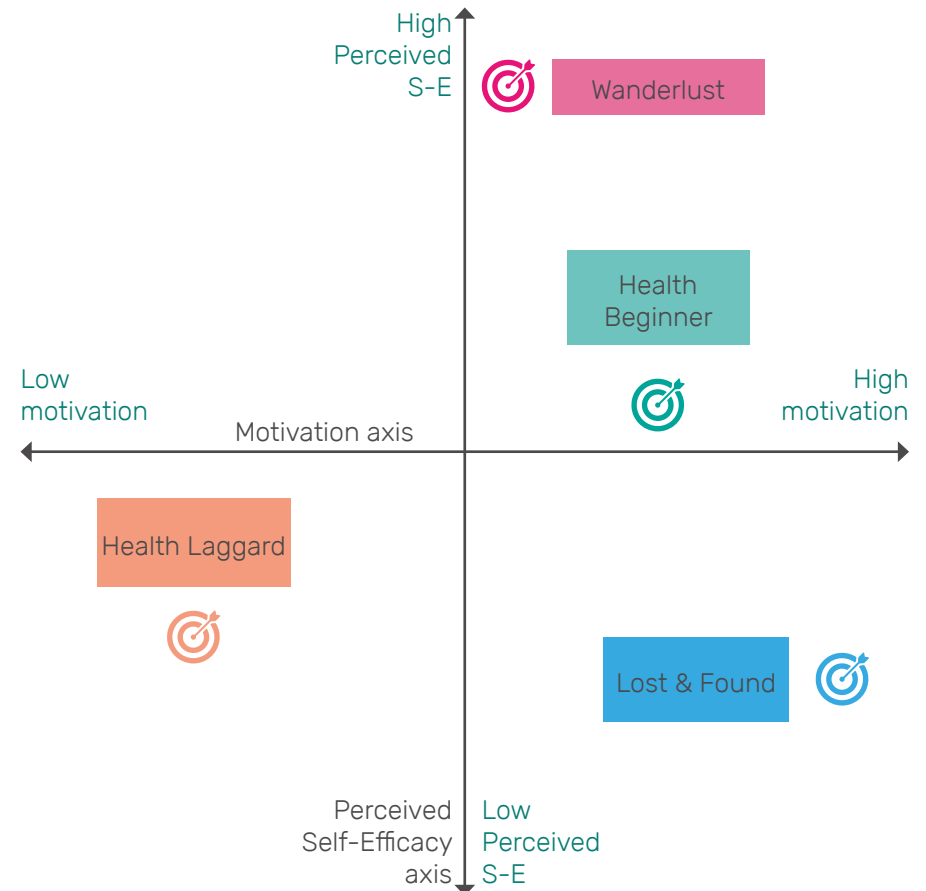 High
Perceived
S-E
Wanderlust
Health
Beginner
Low
motivation
High
motivation
Motivation axis
Health Laggard
Lost & Found
Perceived
Self-Efficacy
axis
Low
Perceived
S-E